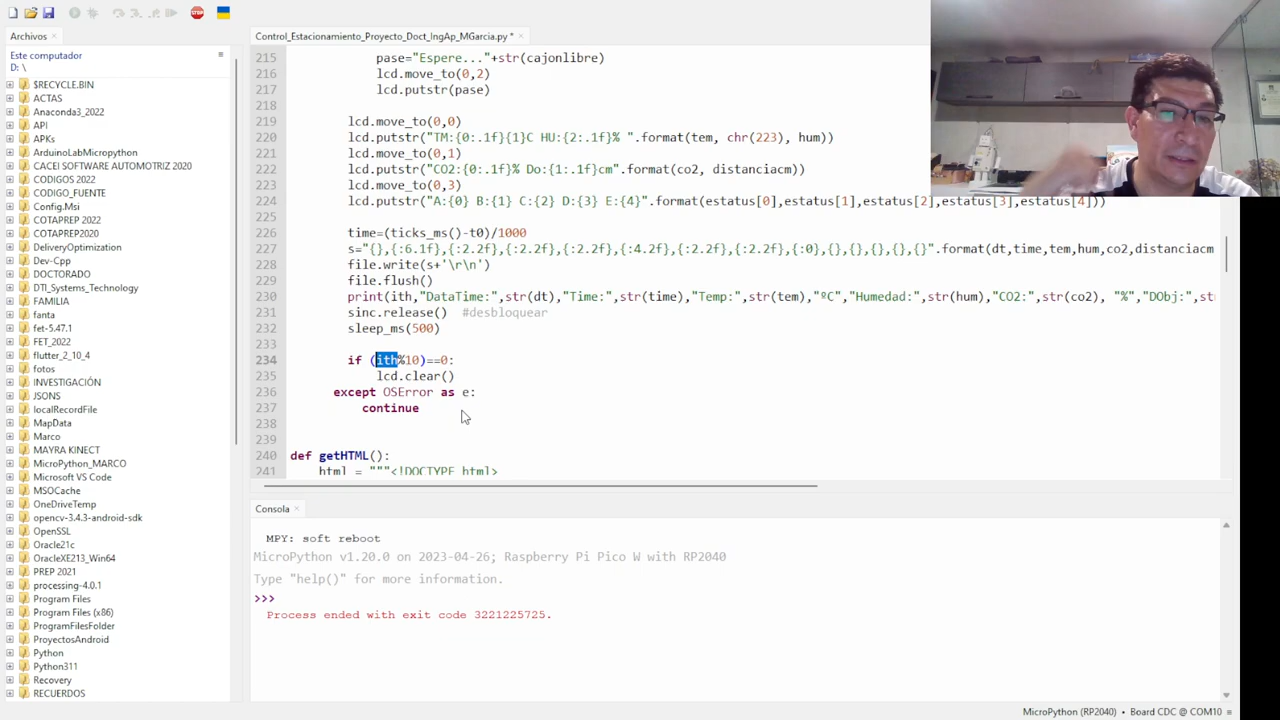 Archivos
Control_Estacionamiento_Proyecto_Doct_IngAp_MGarcia.py *
Este computador
D: \
$RECYCLE.BIN
ACTAS
Anaconda3_2022
API
APKs
ArduinoLabMicropython
CACEI SOFTWARE AUTOMOTRIZ 2020
CODIGOS 2022
CODIGO_FUENTE
Config.Msi
COTAPREP 2022
COTAPREP2020
DeliveryOptimization
Dev-Cpp
DOCTORADO
DTI_Systems_Technology
FAMILIA
fanta
fet-5.47.1
FET_2022
flutter_2_10_4
fotos
INVESTIGACIÓN
JSONS
localRecordFile
MapData
Marco
MAYRA KINECT
MicroPython_MARCO
Microsoft VS Code
MSOCache
OneDriveTemp
opencv-3.4.3-android-sdk
OpenSSL
Oracle21c
OracleXE213_Win64
PREP 2021
processing-4.0.1
Program Files
Program Files (x86)
ProgramFilesFolder
ProyectosAndroid
Python
Python311
Recovery
RECUERDOS
215 pase="Espere..."+str(cajonlibre)
216 lcd.move_to(0,2)
217 lcd.putstr(pase)
218
219 lcd.move_to(0,0)
220 lcd.putstr("TM:{0:.1f}{1}C HU:{2:.1f}% ".format(tem, chr(223), hum))
221 lcd.move_to(0,1)
222 lcd.putstr("CO2:{0:.1f}% Do:{1:.1f}cm".format(co2, distanciacm))
223 lcd.move_to(0,3)
224 lcd.putstr("A:{0} B:{1} C:{2} D:{3} E:{4}".format(estatus[0],estatus[1],estatus[2],estatus[3],estatus[4]))
225
226 time=(ticks_ms()-t0)/1000
227 s="{},{:6.1f},{:2.2f},{:2.2f},{:4.2f},{:2.2f},{:2.2f},{:0},{},{},{},{},{}".format(dt,time,tem,hum,co2,distanciacm
228 file.write(s+'\r\n')
229 file.flush()
230 print(ith,"DataTime:",str(dt),"Time:",str(time),"Temp:",str(tem),"ºC","Humedad:",str(hum),"CO2:",str(co2), "%","DObj:",st
231 sinc.release() #desbloquear
232 sleep_ms(500)
233
234 if (ith%10)==0:
235 lcd.clear()
236 except OSError as e:
237 continue
238
239
240 def getHTML():
241 html = """<!DOCTYPE html>
Consola
MPY: soft reboot
MicroPython v1.20.0 on 2023-04-26; Raspberry Pi Pico W with RP2040
Type "help()" for more information.
>>>
Process ended with exit code 3221225725.
MicroPython (RP2040) • Board CDC @ COM10